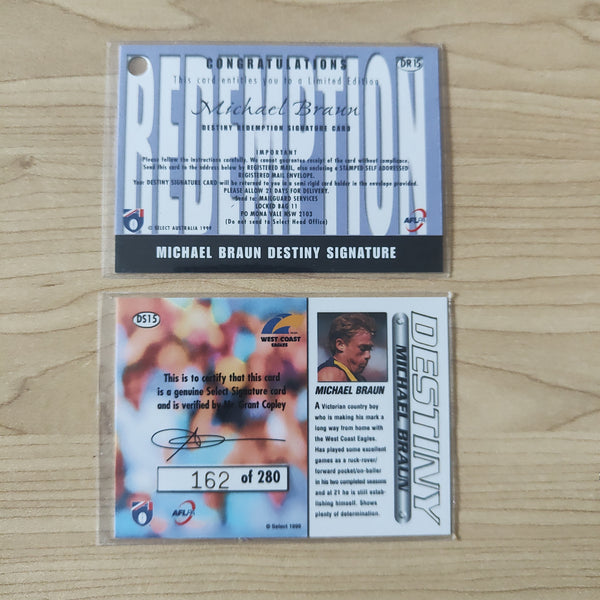 REDEMPTION
CONGRATULATIONS
DR15
This card entitles you to a Limited Edition
Michael Braun
DESTINY REDEMPTION SIGNATURE CARD
IMPORTANT
Please follow the instructions carefully. We cannot guarantee receipt of the card without compliance.
Send this card to the address below by REGISTERED MAIL, also enclosing a STAMPED SELF ADDRESSED
REGISTERED MAIL ENVELOPE.
Your DESTINY SIGNATURE CARD will be returned to you in a semi rigid card holder in the envelope provided.
PLEASE ALLOW 21 DAYS FOR DELIVERY.
Send to: MAILGUARD SERVICES
LOCKED BAG 11
PO MONA VALE NSW 2103
(Do not send to Select Head Office)
© SELECT AUSTRALIA 1999
AFLPA
MICHAEL BRAUN DESTINY SIGNATURE
DS15
WEST COAST
EAGLES
This is to certify that this card
is a genuine Select Signature card
and is verified by Mr Grant Copley
162 of 280
AFLPA
© Select 1999
MICHAEL BRAUN
A Victorian country boy
who is making his mark a
long way from home with
the West Coast Eagles.
Has played some excellent
games as a ruck-rover/
forward pocket/on-baller
in his two completed seasons
and at 21 he is still estab-
lishing himself. Shows
plenty of determination.
DESTINY
MICHAEL BRAUN